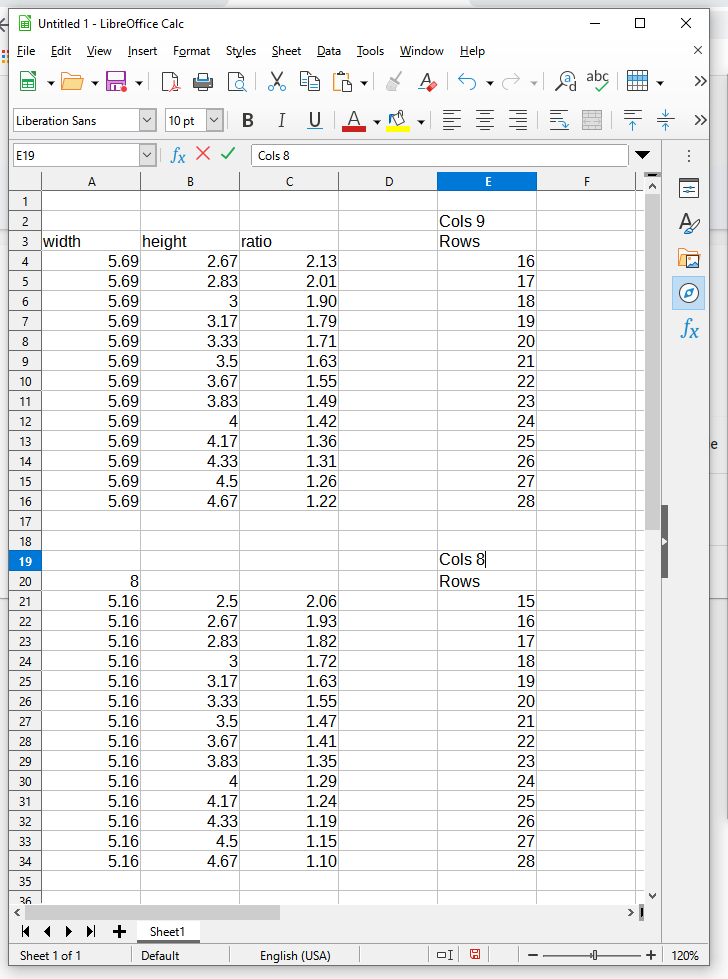 Untitled 1 - LibreOffice Calc
File Edit View Insert Format Styles Sheet Data Tools Window Help
abc
Liberation Sans 10 pt B I U A
E19 fx Cols 8
A B C D E F
1
2 Cols 9
3 width height ratio Rows
4 5.69 2.67 2.13 16
5 5.69 2.83 2.01 17
6 5.69 3 1.90 18
7 5.69 3.17 1.79 19
8 5.69 3.33 1.71 20
9 5.69 3.5 1.63 21
10 5.69 3.67 1.55 22
11 5.69 3.83 1.49 23
12 5.69 4 1.42 24
13 5.69 4.17 1.36 25
14 5.69 4.33 1.31 26
15 5.69 4.5 1.26 27
16 5.69 4.67 1.22 28
17
18
19 Cols 8
20 8 Rows
21 5.16 2.5 2.06 15
22 5.16 2.67 1.93 16
23 5.16 2.83 1.82 17
24 5.16 3 1.72 18
25 5.16 3.17 1.63 19
26 5.16 3.33 1.55 20
27 5.16 3.5 1.47 21
28 5.16 3.67 1.41 22
29 5.16 3.83 1.35 23
30 5.16 4 1.29 24
31 5.16 4.17 1.24 25
32 5.16 4.33 1.19 26
33 5.16 4.5 1.15 27
34 5.16 4.67 1.10 28
35
36
fx
e
Sheet1
Sheet 1 of 1 Default English (USA) 120%